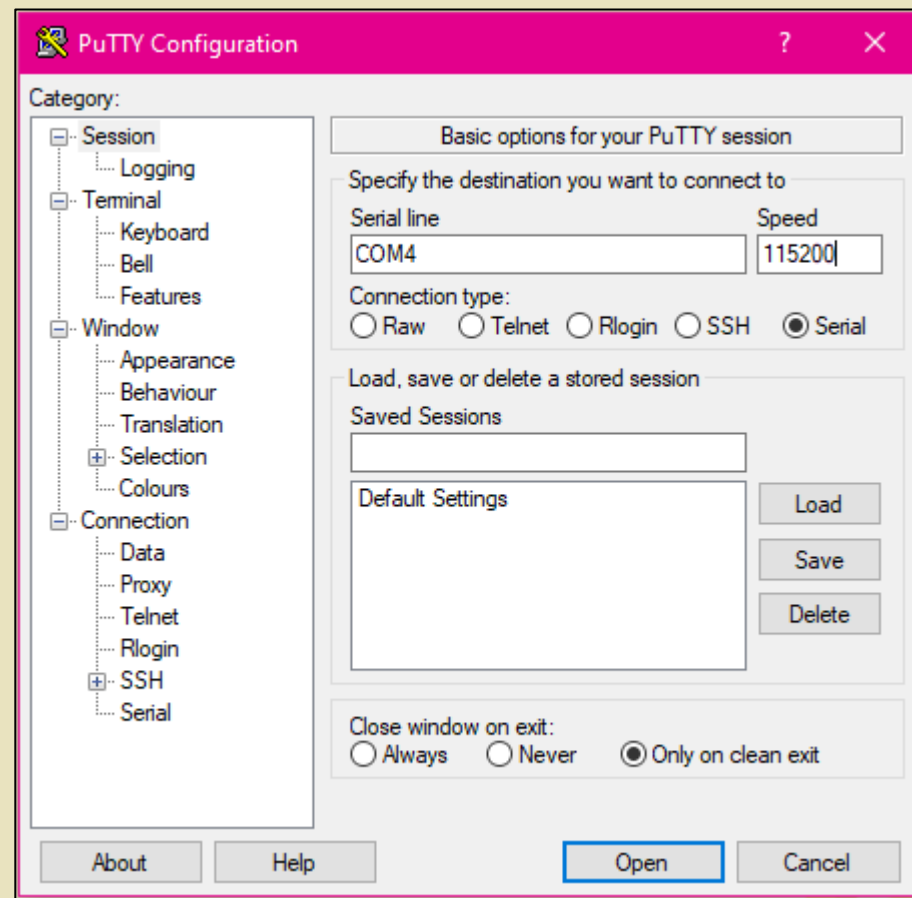 PuTTY Configuration
Category:
Session
Logging
Terminal
Keyboard
Bell
Features
Window
Appearance
Behaviour
Translation
Selection
Colours
Connection
Data
Proxy
Telnet
Rlogin
SSH
Serial
Basic options for your PuTTY session
Specify the destination you want to connect to
Serial line Speed
COM4 115200
Connection type:
Raw Telnet Rlogin SSH Serial
Load, save or delete a stored session
Saved Sessions
Default Settings
Load
Save
Delete
Close window on exit:
Always Never Only on clean exit
About Help Open Cancel